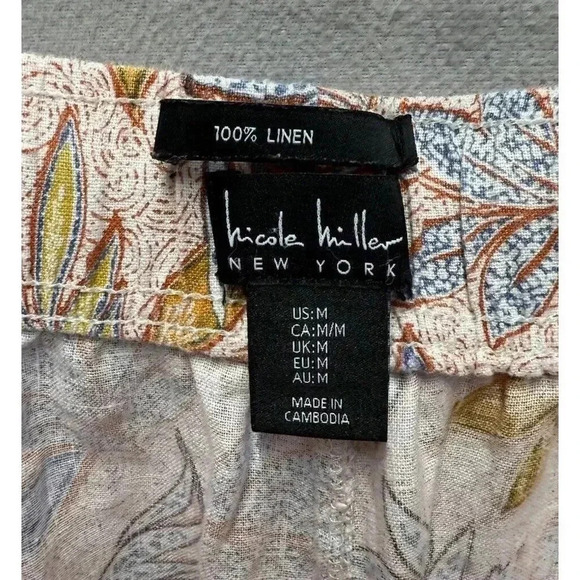 100% LINEN
nicole miller
NEW YORK
US: M
CA: M/M
UK: M
EU: M
AU: M
MADE IN
CAMBODIA